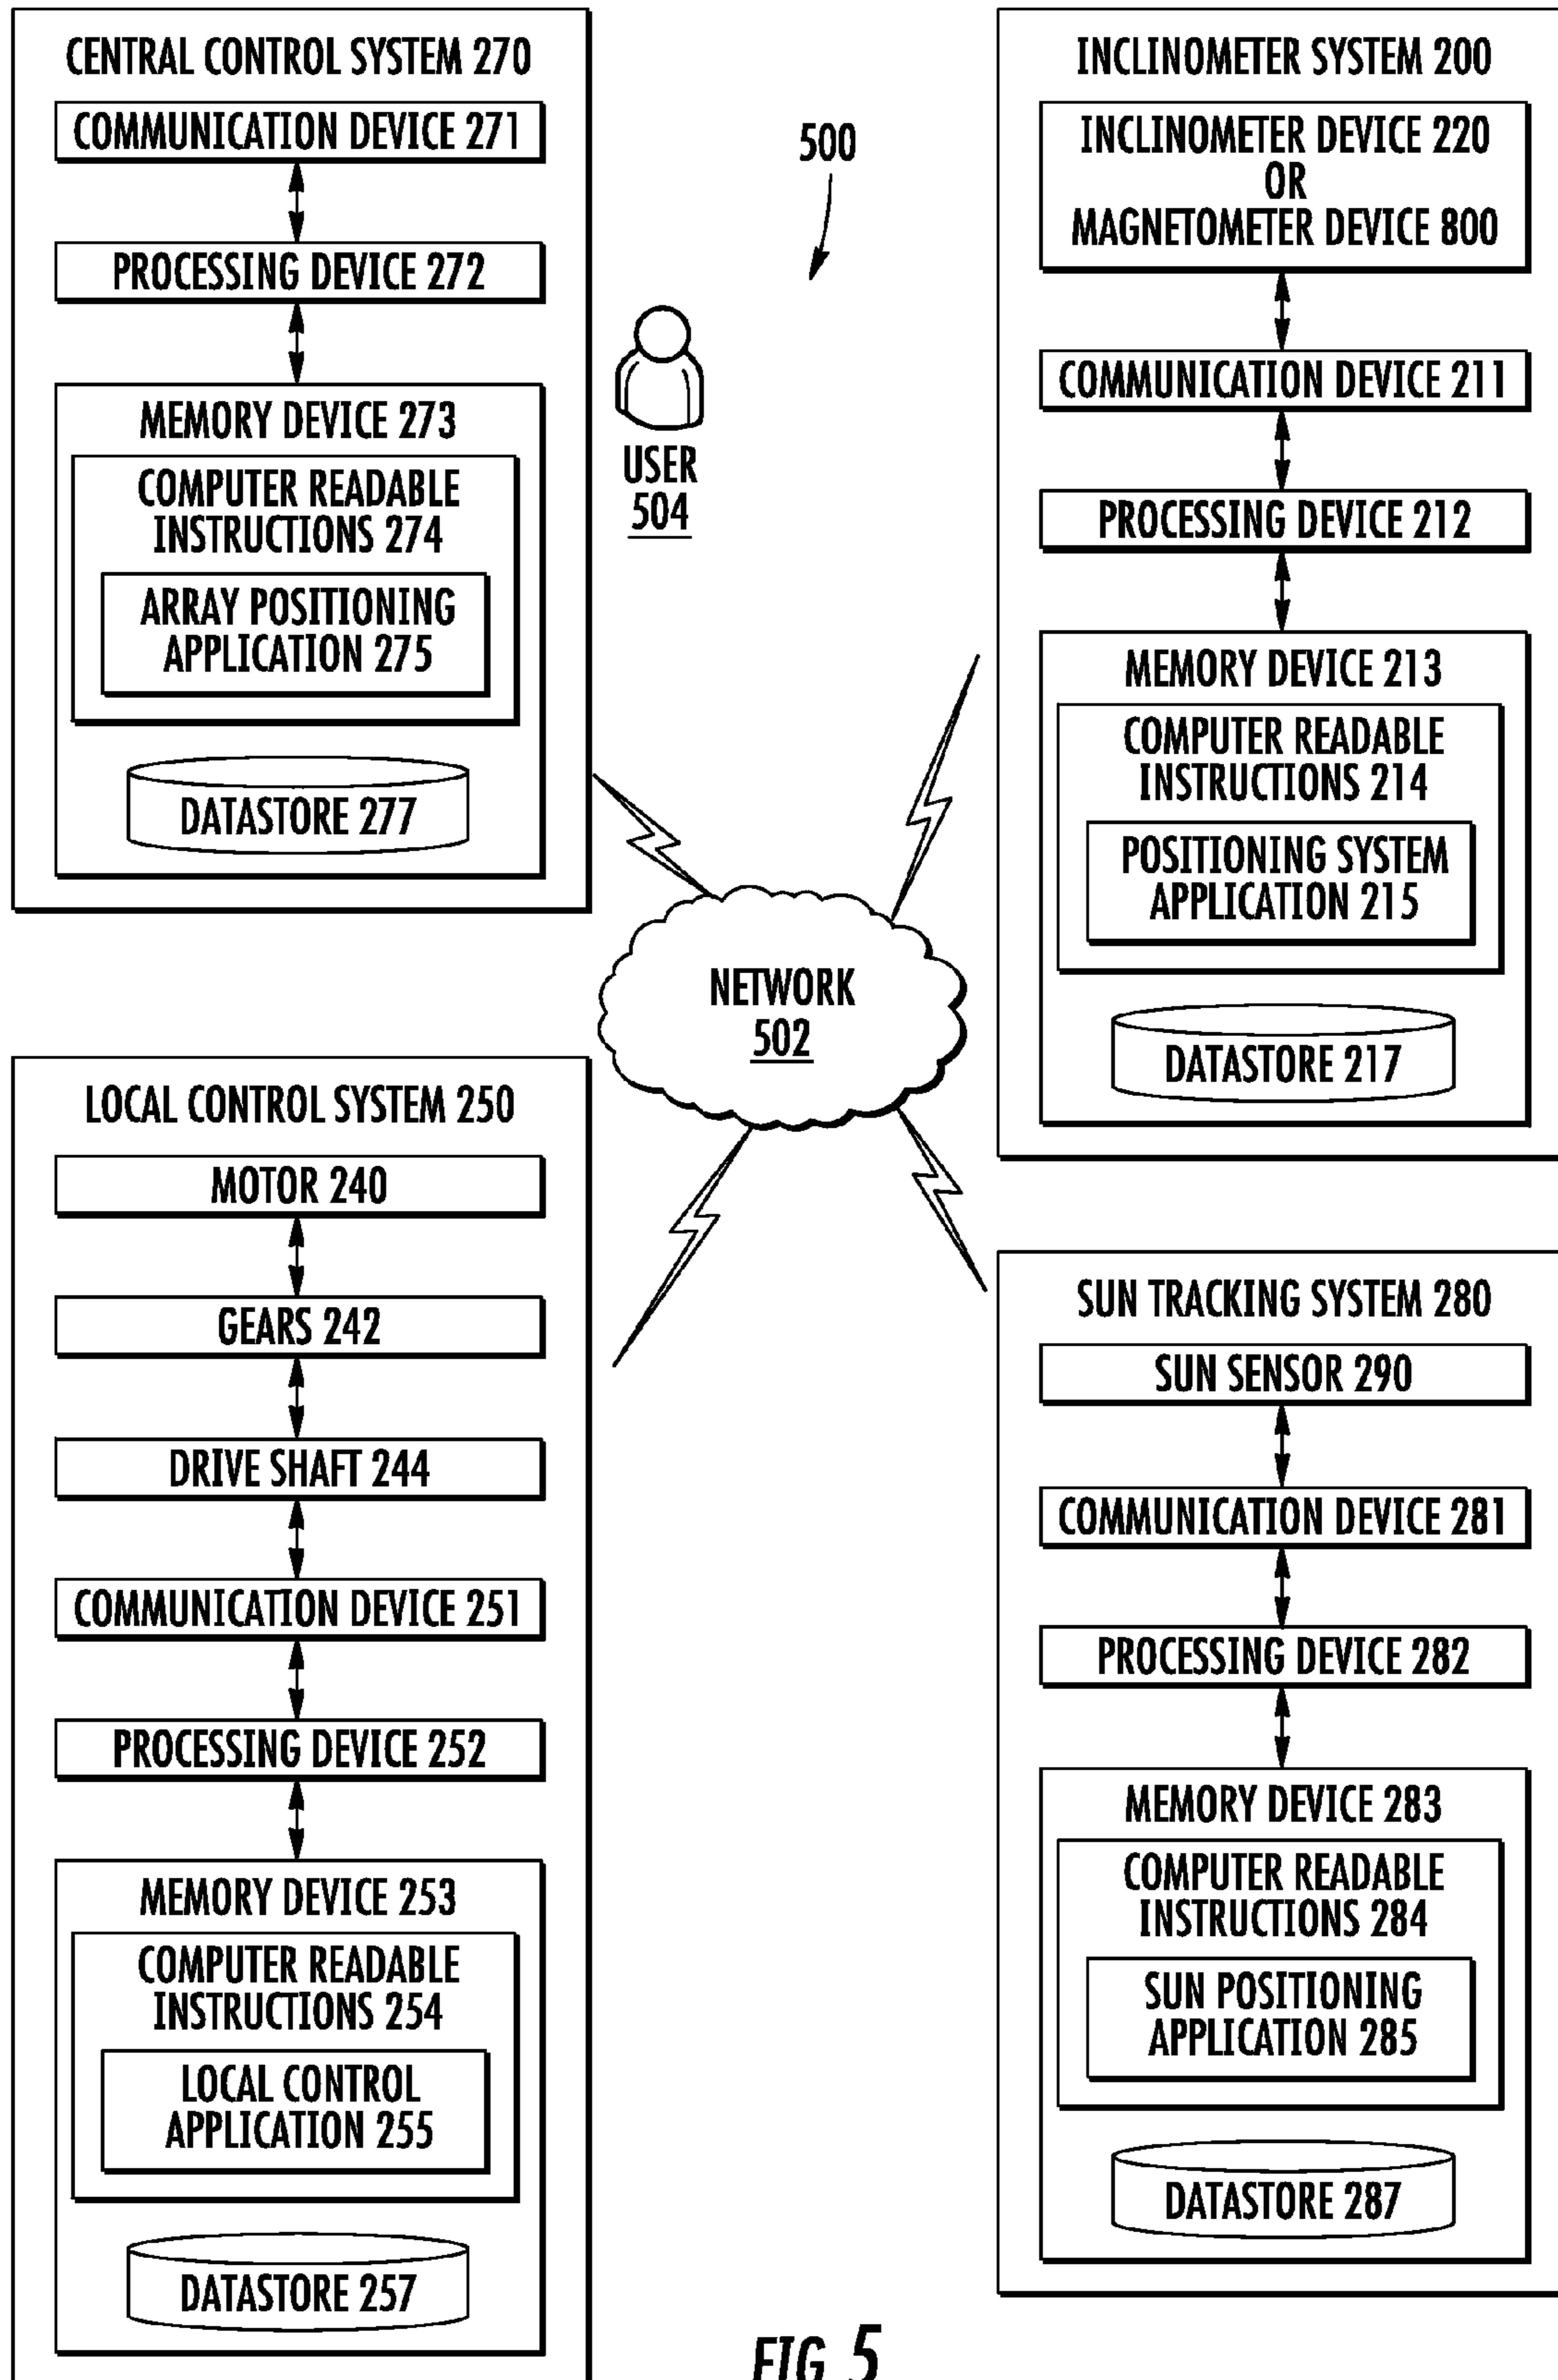 CENTRAL CONTROL SYSTEM 270
COMMUNICATION DEVICE 271
PROCESSING DEVICE 272
MEMORY DEVICE 273
COMPUTER READABLE
INSTRUCTIONS 274
ARRAY POSITIONING
APPLICATION 275
DATASTORE 277
500
USER
504
INCLINOMETER SYSTEM 200
INCLINOMETER DEVICE 220
OR
MAGNETOMETER DEVICE 800
COMMUNICATION DEVICE 211
PROCESSING DEVICE 212
MEMORY DEVICE 213
COMPUTER READABLE
INSTRUCTIONS 214
POSITIONING SYSTEM
APPLICATION 215
DATASTORE 217
NETWORK
502
LOCAL CONTROL SYSTEM 250
MOTOR 240
GEARS 242
DRIVE SHAFT 244
COMMUNICATION DEVICE 251
PROCESSING DEVICE 252
MEMORY DEVICE 253
COMPUTER READABLE
INSTRUCTIONS 254
LOCAL CONTROL
APPLICATION 255
DATASTORE 257
SUN TRACKING SYSTEM 280
SUN SENSOR 290
COMMUNICATION DEVICE 281
PROCESSING DEVICE 282
MEMORY DEVICE 283
COMPUTER READABLE
INSTRUCTIONS 284
SUN POSITIONING
APPLICATION 285
DATASTORE 287
FIG 5